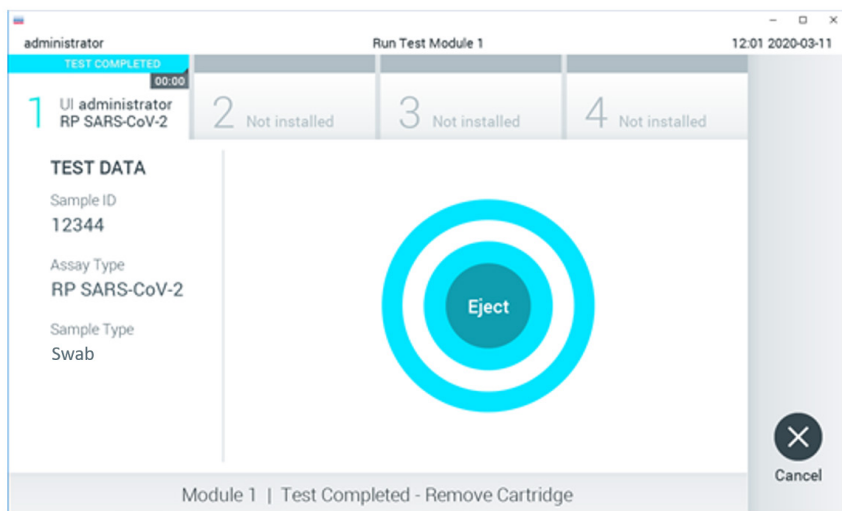 administrator Run Test Module 1 12:01 2020-03-11
TEST COMPLETED
00:00
1 UI administrator
RP SARS-CoV-2
2 Not installed
3 Not installed
4 Not installed
TEST DATA
Sample ID
12344
Assay Type
RP SARS-CoV-2
Sample Type
Swab
Eject
Cancel
Module 1 | Test Completed - Remove Cartridge